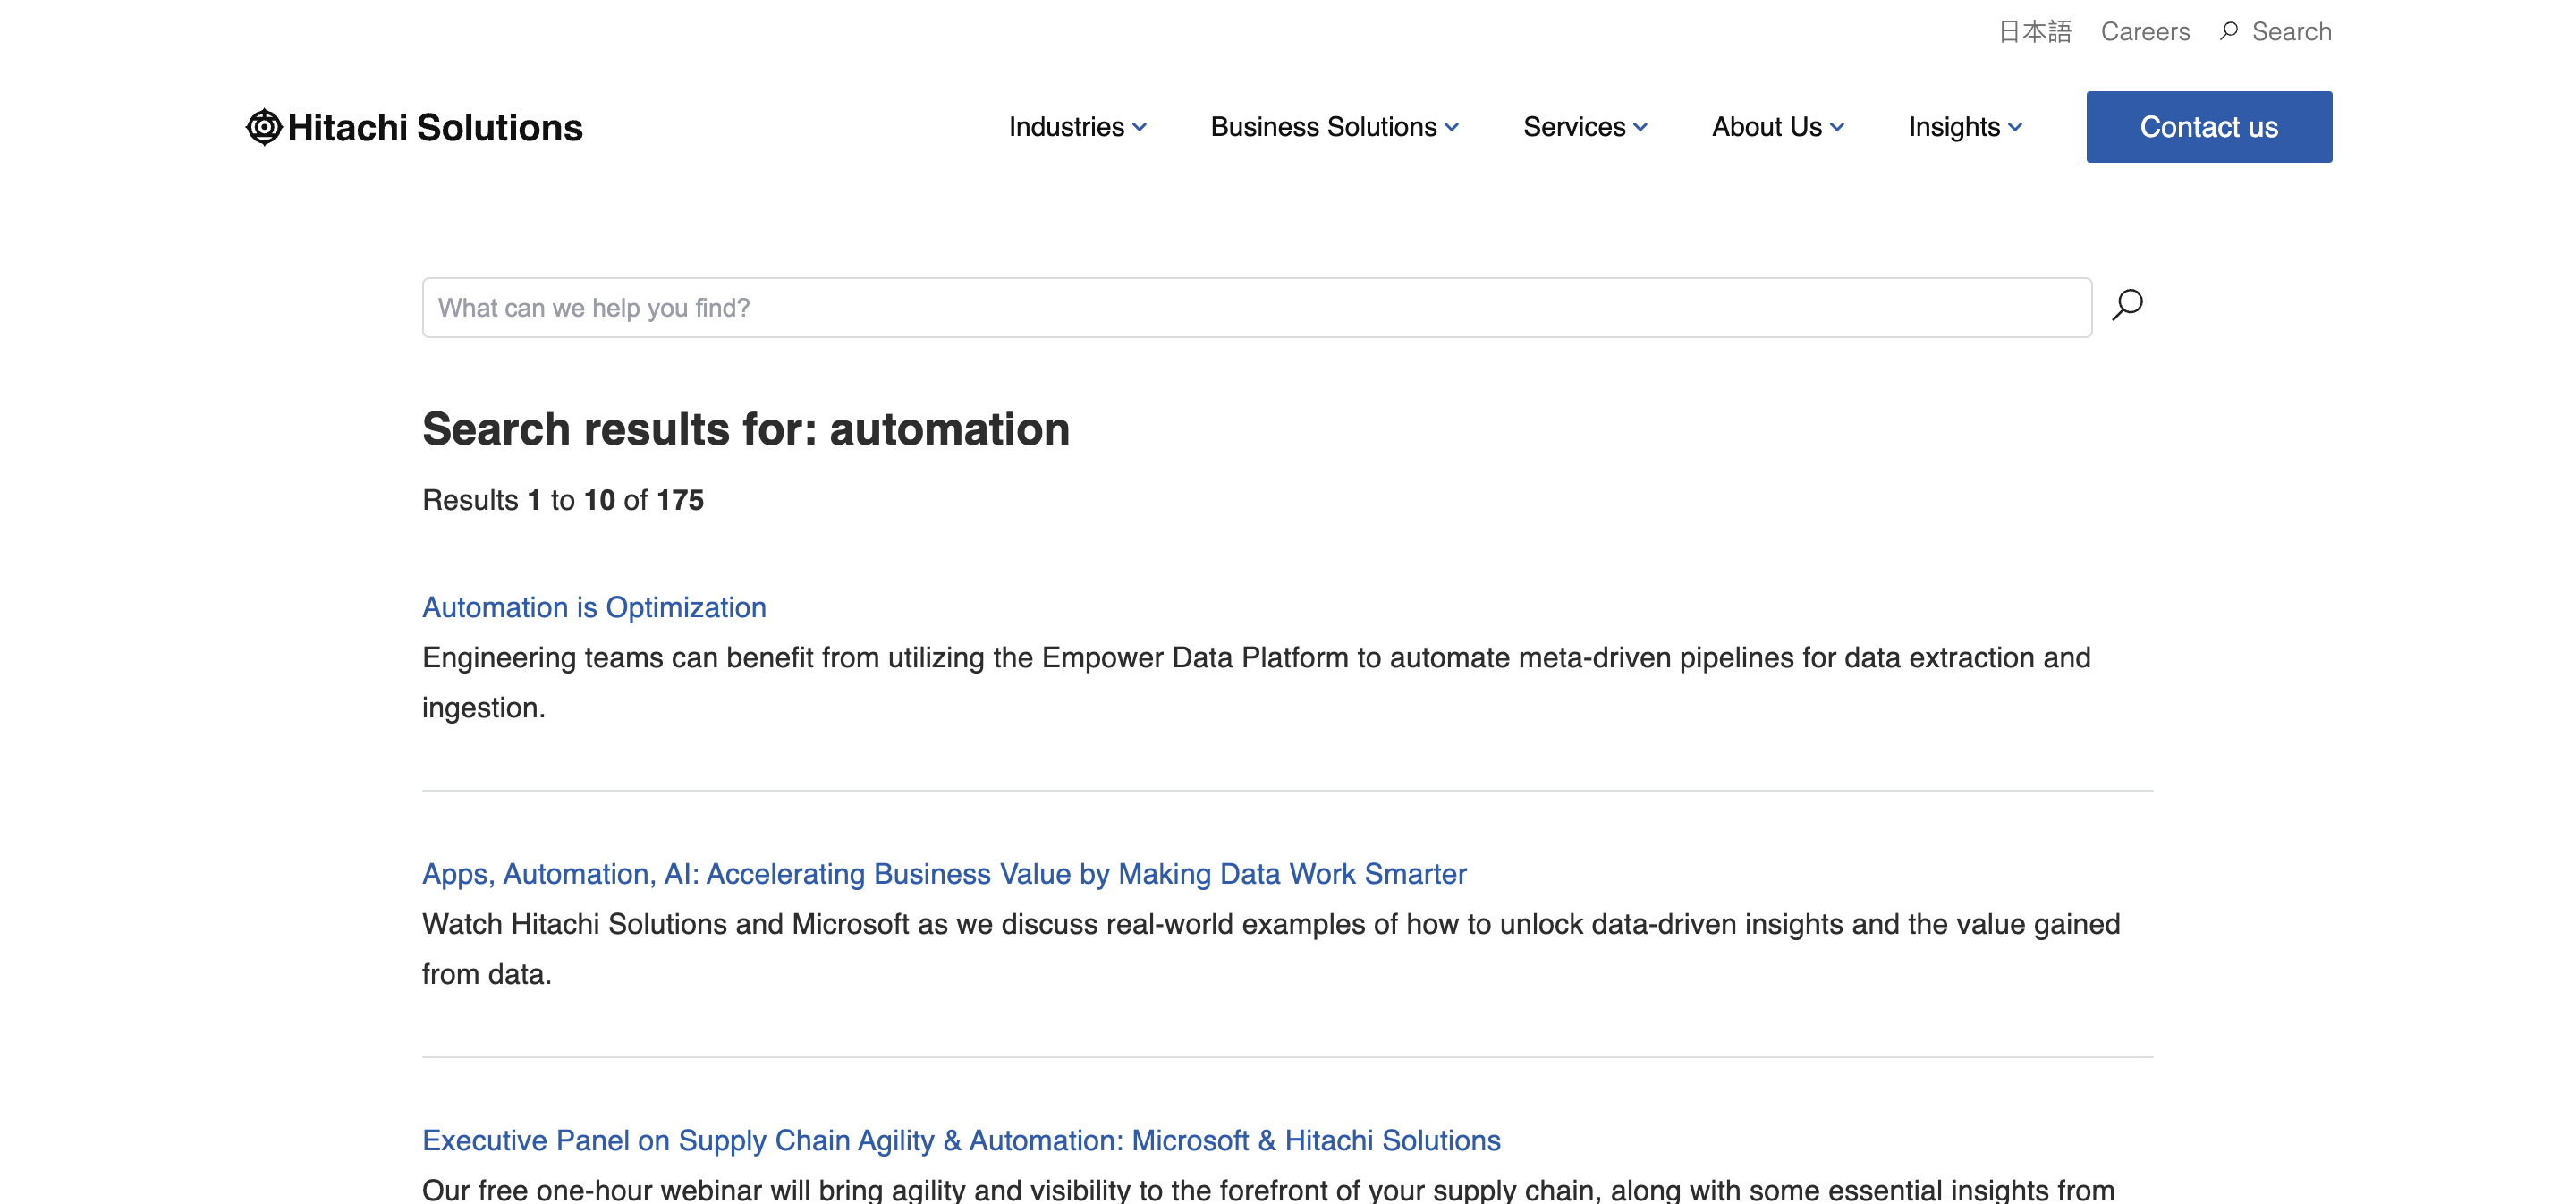 日本語 Careers Search
Hitachi Solutions Industries Business Solutions Services About Us Insights Contact us
What can we help you find?
Search results for: automation
Results 1 to 10 of 175
Automation is Optimization
Engineering teams can benefit from utilizing the Empower Data Platform to automate meta-driven pipelines for data extraction and
ingestion.
Apps, Automation, AI: Accelerating Business Value by Making Data Work Smarter
Watch Hitachi Solutions and Microsoft as we discuss real-world examples of how to unlock data-driven insights and the value gained
from data.
Executive Panel on Supply Chain Agility & Automation: Microsoft & Hitachi Solutions
Our free one-hour webinar will bring agility and visibility to the forefront of your supply chain, along with some essential insights from